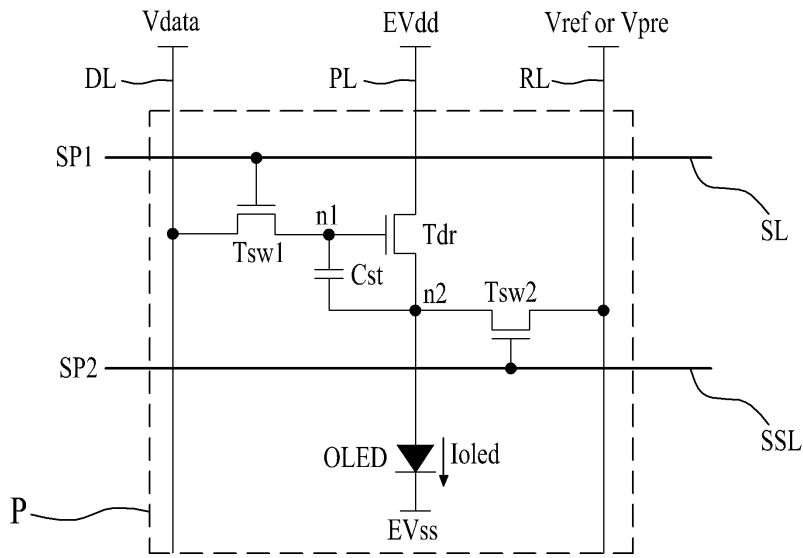 Vdata
EVdd
Vref or Vpre
DL
PL
RL
SP1
SL
n1
Tsw1
Tdr
Cst
n2
Tsw2
SP2
SSL
OLED
Ioled
P
EVss